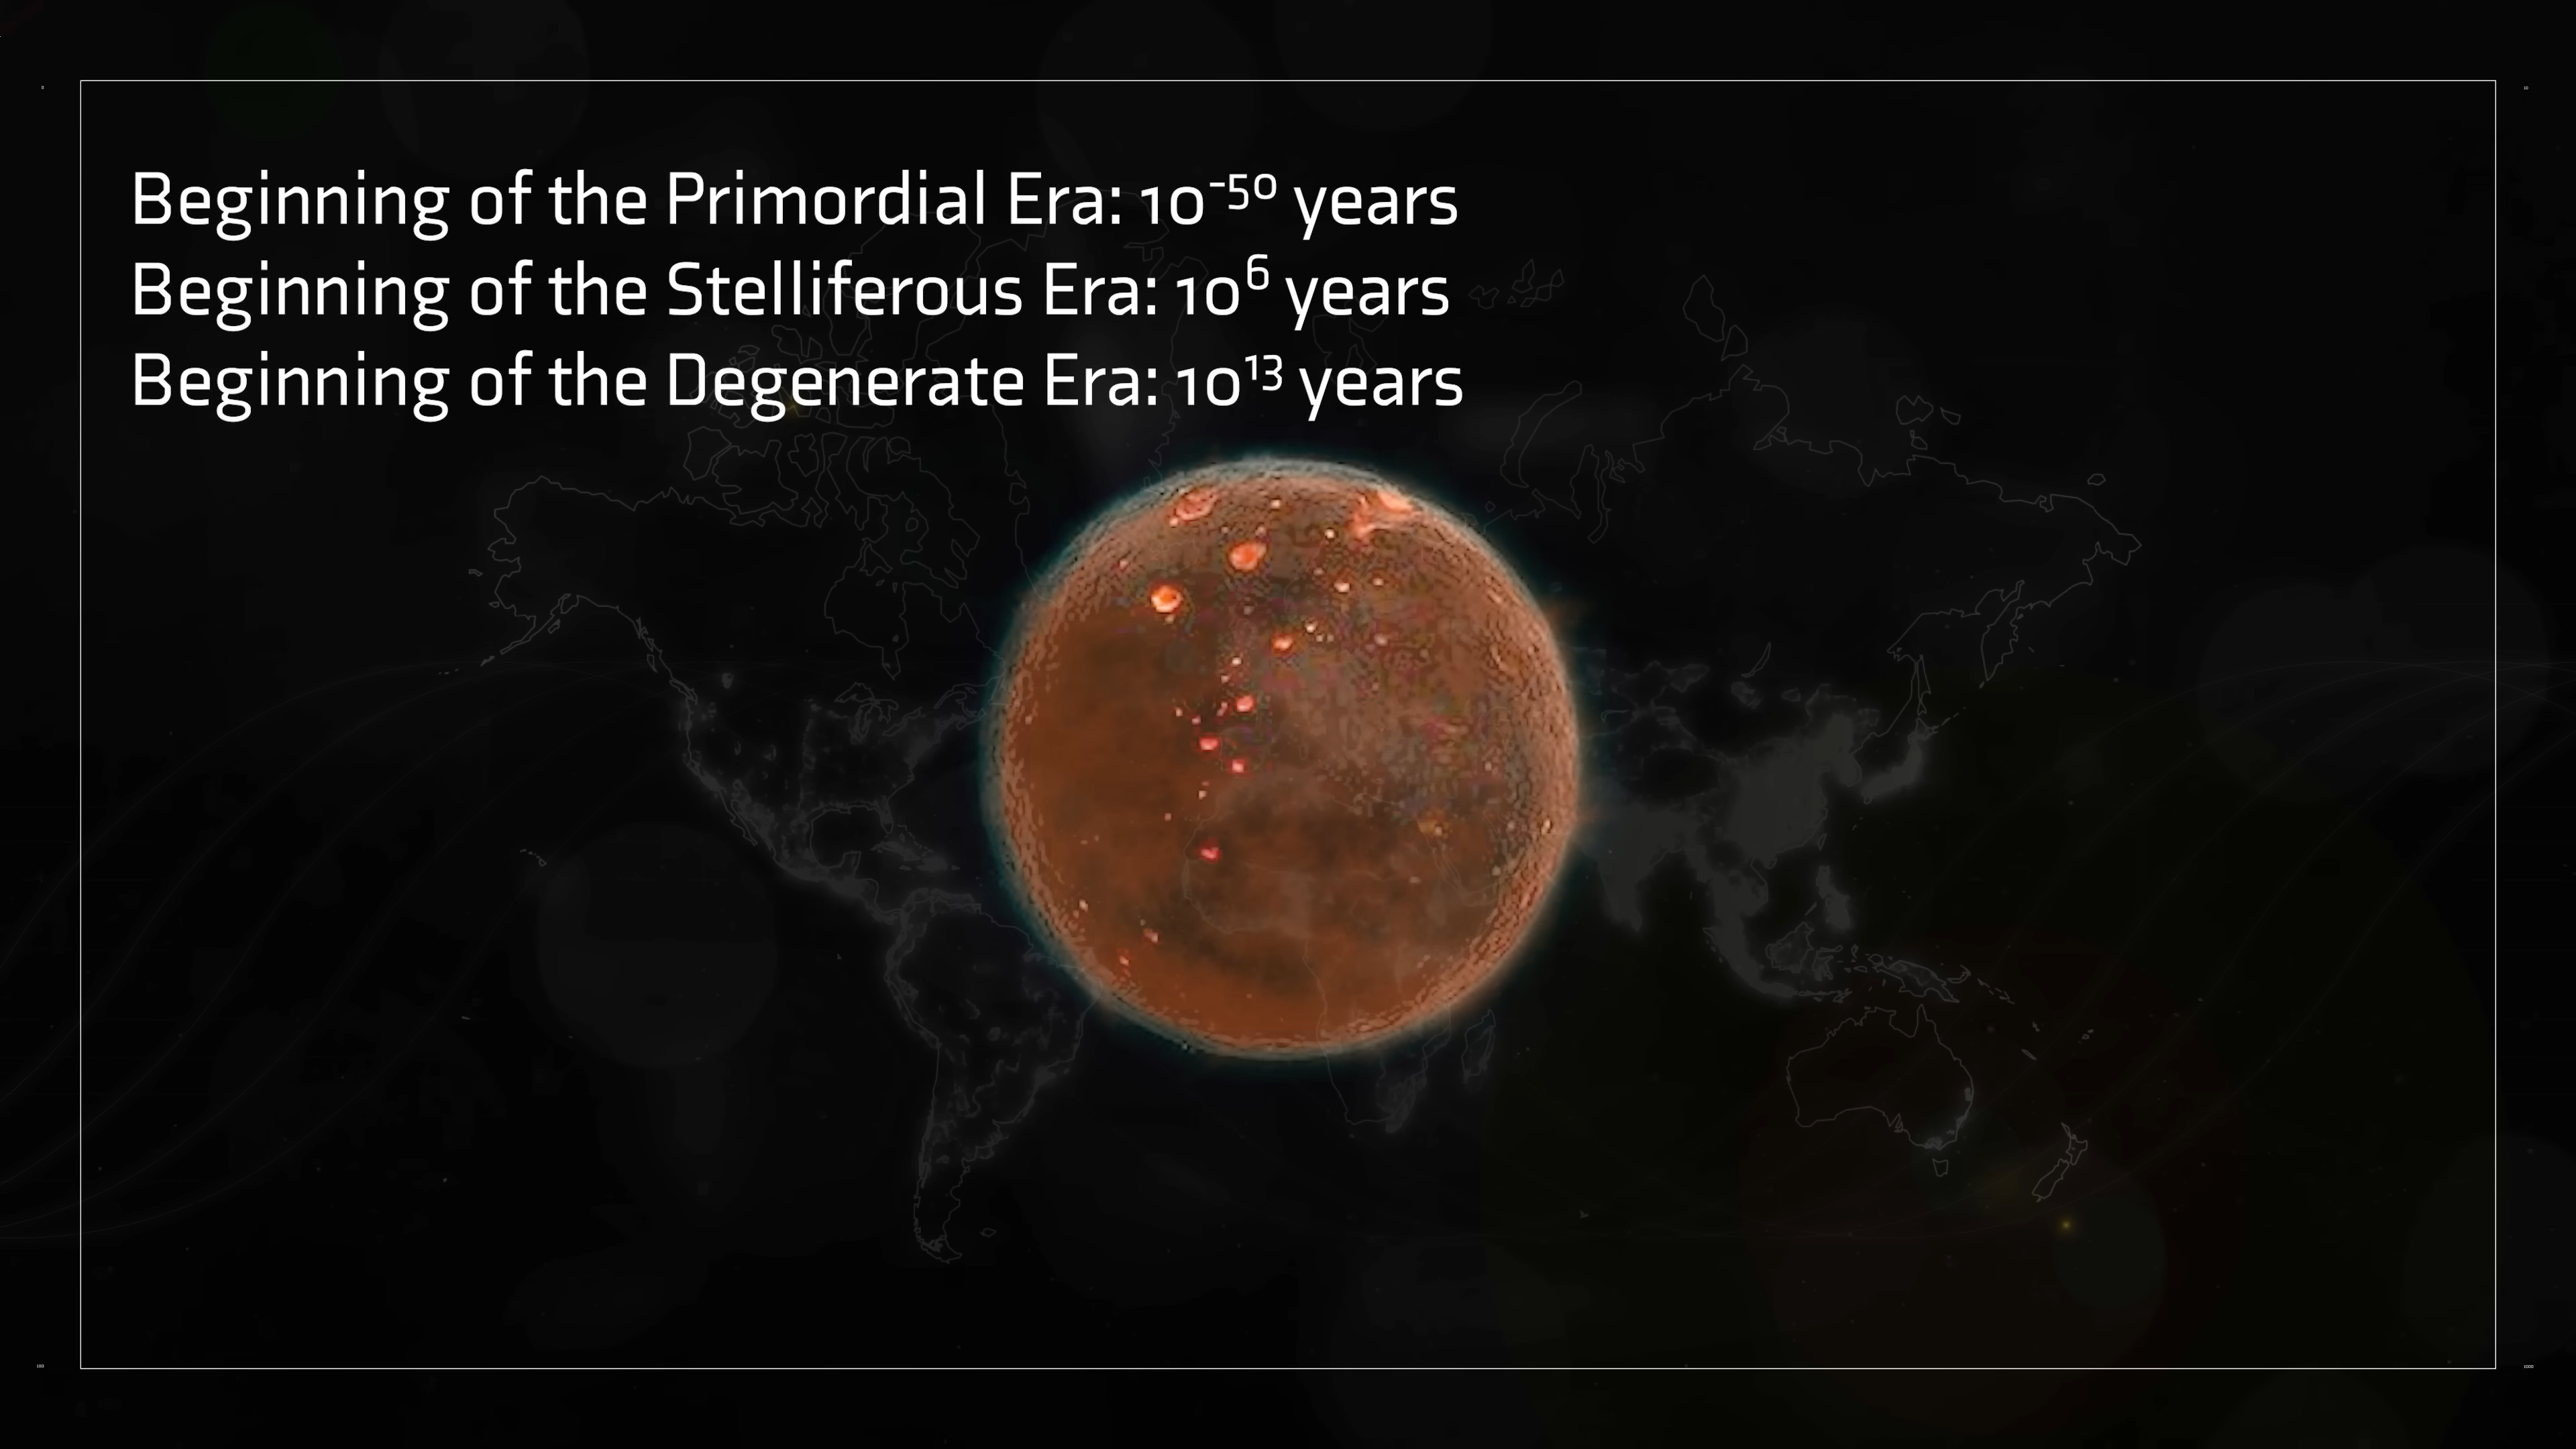 Beginning of the Primordial Era: 10⁻⁵⁰ years
Beginning of the Stelliferous Era: 10⁶ years
Beginning of the Degenerate Era: 10¹³ years